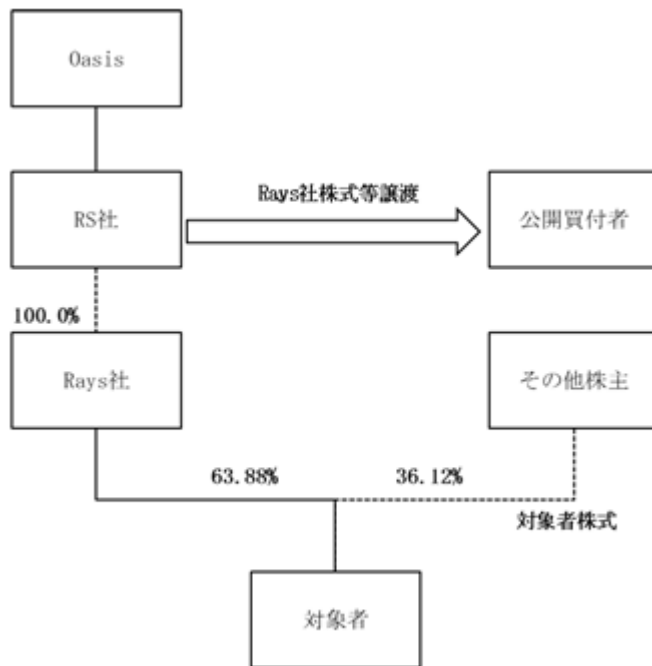 Oasis
Rays社株式等譲渡
RS社
公開買付者
100.0%
Rays社
その他株主
63.88%
36.12%
対象者株式
対象者